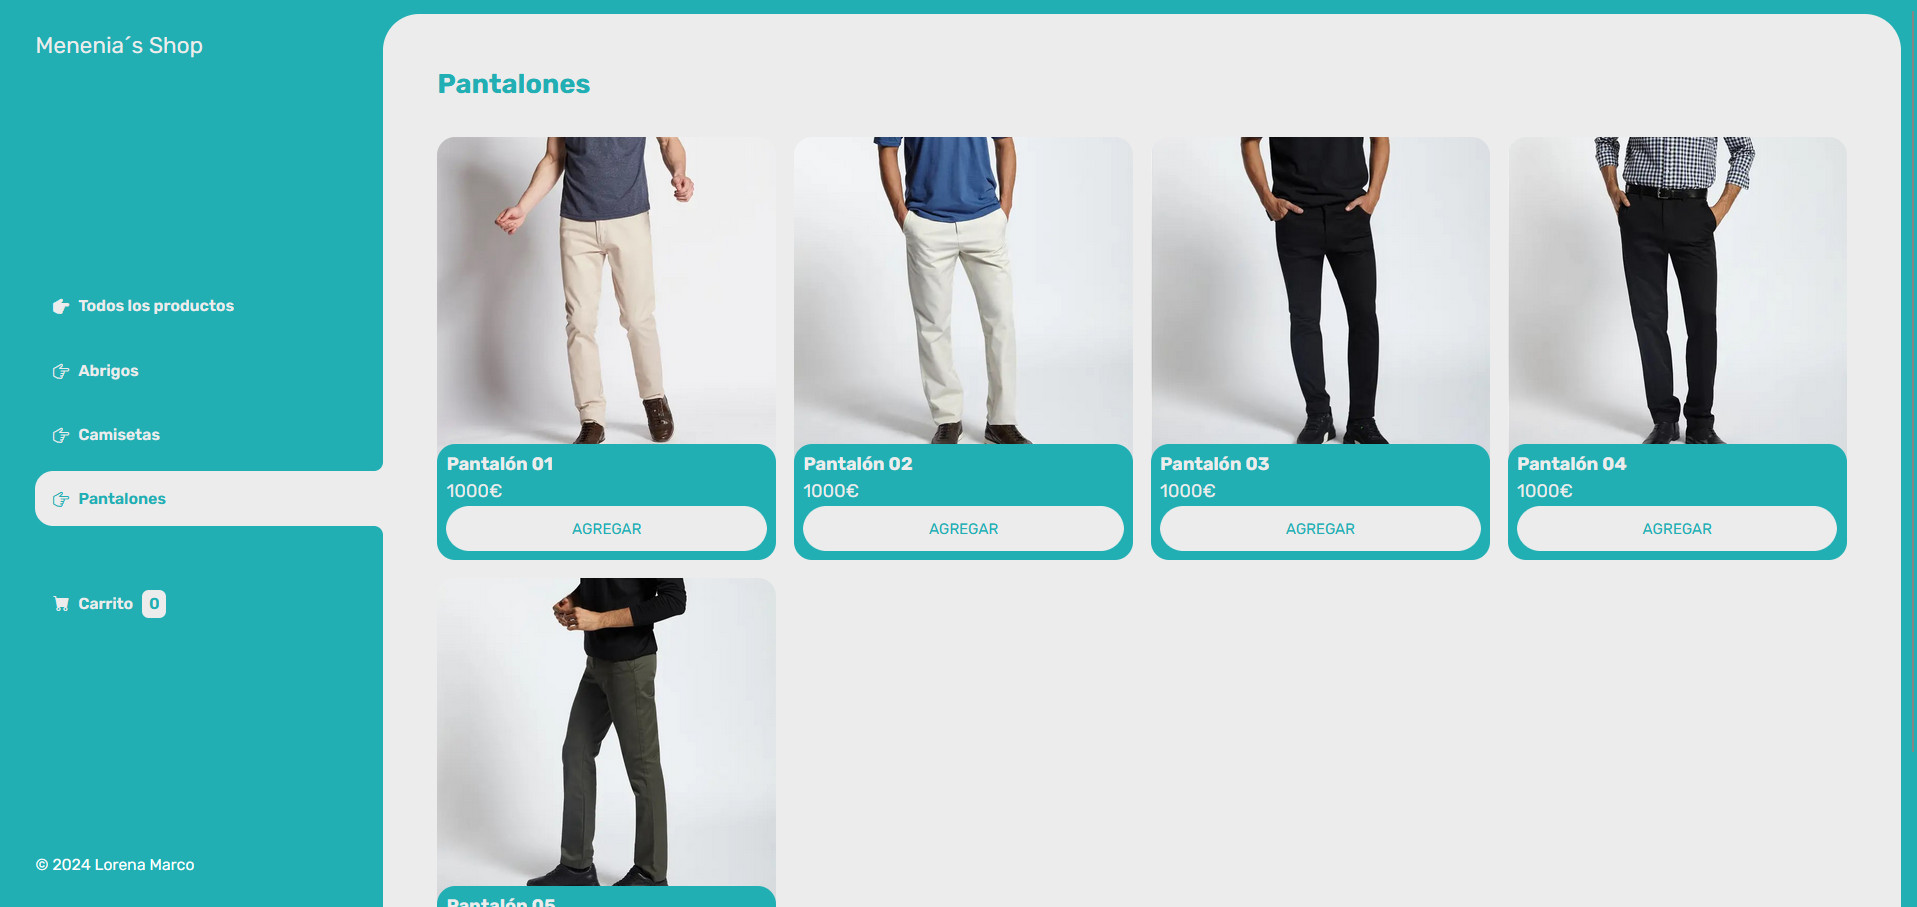 Menenia´s Shop
Todos los productos
Abrigos
Camisetas
Pantalones
Carrito 0
© 2024 Lorena Marco
Pantalones
Pantalón 01
1000€
AGREGAR
Pantalón 02
1000€
AGREGAR
Pantalón 03
1000€
AGREGAR
Pantalón 04
1000€
AGREGAR
Pantalón 05